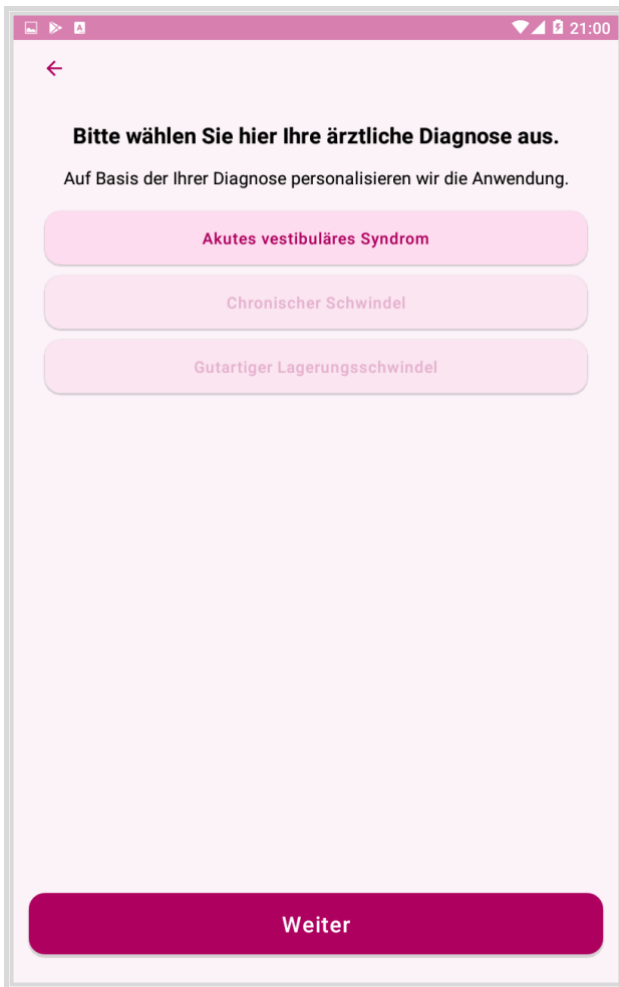 21:00
Bitte wählen Sie hier Ihre ärztliche Diagnose aus.
Auf Basis der Ihrer Diagnose personalisieren wir die Anwendung.
Akutes vestibuläres Syndrom
Chronischer Schwindel
Gutartiger Lagerungsschwindel
Weiter